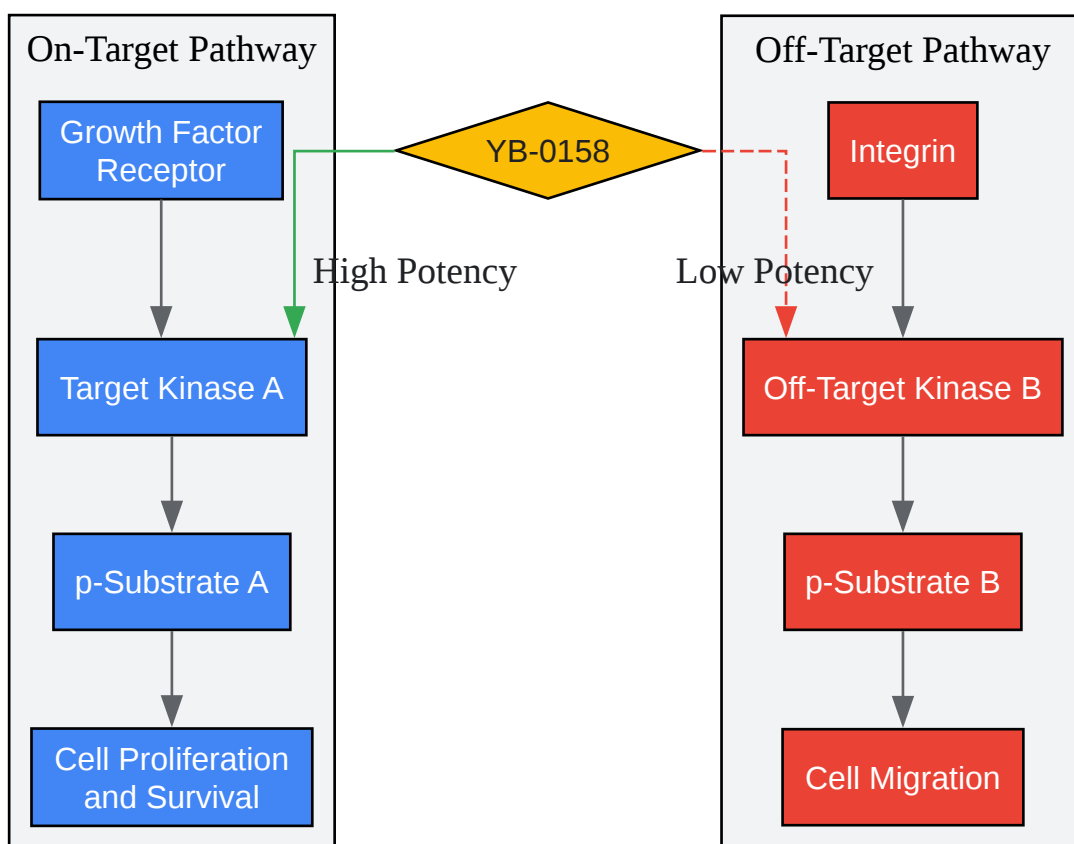 On-Target Pathway
Growth Factor
Receptor
High Potency
Target Kinase A
p-Substrate A
Cell Proliferation
and Survival
YB-0158
Off-Target Pathway
Integrin
Low Potency
Off-Target Kinase B
p-Substrate B
Cell Migration